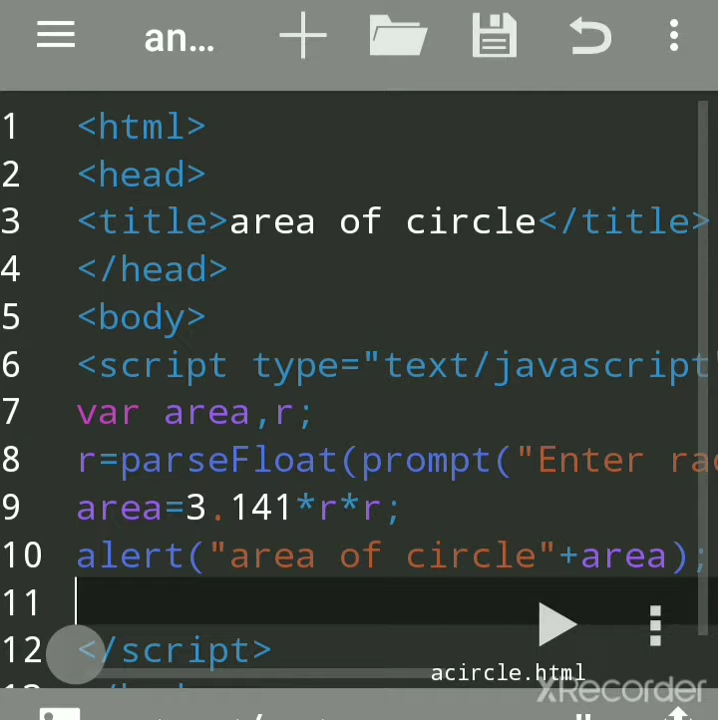 an...
1 <html>
2 <head>
3 <title>area of circle</title>
4 </head>
5 <body>
6 <script type="text/javascript"
7 var area,r;
8 r=parseFloat(prompt("Enter
9 area=3.141*r*r;
10 alert("area of circle"+area);
11
12 </script>
acircle.html
XRecorder